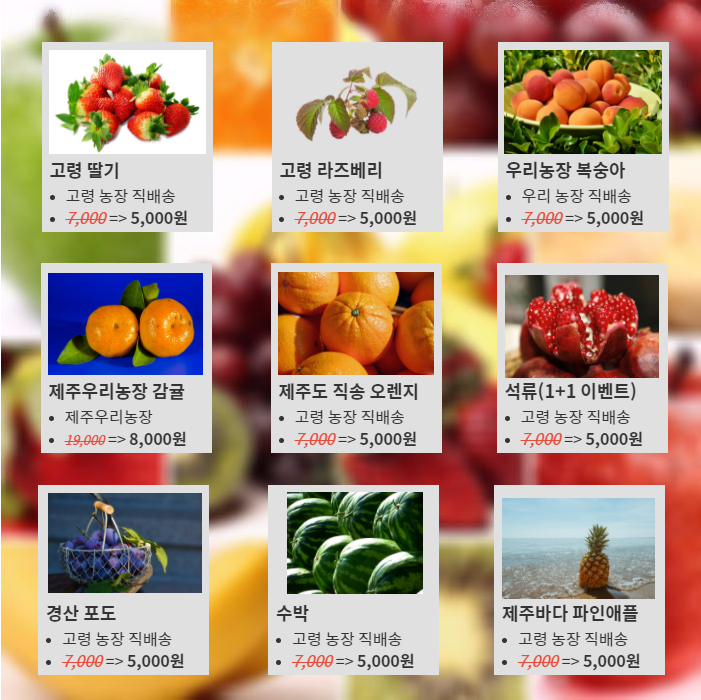 고령 딸기
• 고령 농장 직배송
• 7,000 => 5,000원
고령 라즈베리
• 고령 농장 직배송
• 7,000 => 5,000원
우리농장 복숭아
• 우리 농장 직배송
• 7,000 => 5,000원
제주우리농장 감귤
• 제주우리농장
• 19,000 => 8,000원
제주도 직송 오렌지
• 고령 농장 직배송
• 7,000 => 5,000원
석류(1+1 이벤트)
• 고령 농장 직배송
• 7,000 => 5,000원
경산 포도
• 고령 농장 직배송
• 7,000 => 5,000원
수박
• 고령 농장 직배송
• 7,000 => 5,000원
제주바다 파인애플
• 고령 농장 직배송
• 7,000 => 5,000원